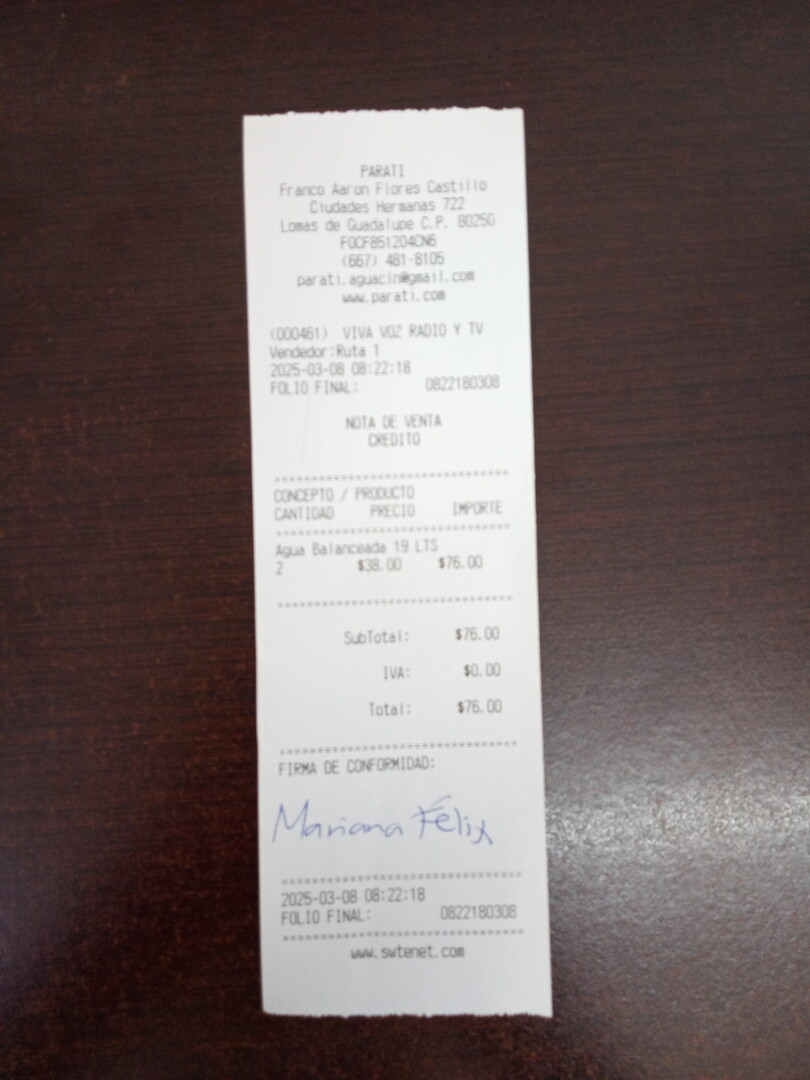 PARATI
Franco Aaron Flores Castillo
Ciudades Hermanas 722
Lomas de Guadalupe C.P. 80250
FOCF851204CN6
(667) 481-8105
parati.aguacin@gmail.com
www.parati.com
(000461) VIVA VOZ RADIO Y TV
Vendedor:Ruta 1
2025-03-08 08:22:18
FOLIO FINAL: 0822180308
NOTA DE VENTA
CREDITO
CONCEPTO / PRODUCTO
CANTIDAD PRECIO IMPORTE
Agua Balanceada 19 LTS
2 $38.00 $76.00
SubTotal: $76.00
IVA: $0.00
Total: $76.00
FIRMA DE CONFORMIDAD:
Mariana Félix
2025-03-08 08:22:18
FOLIO FINAL: 0822180308
www.swtenet.com